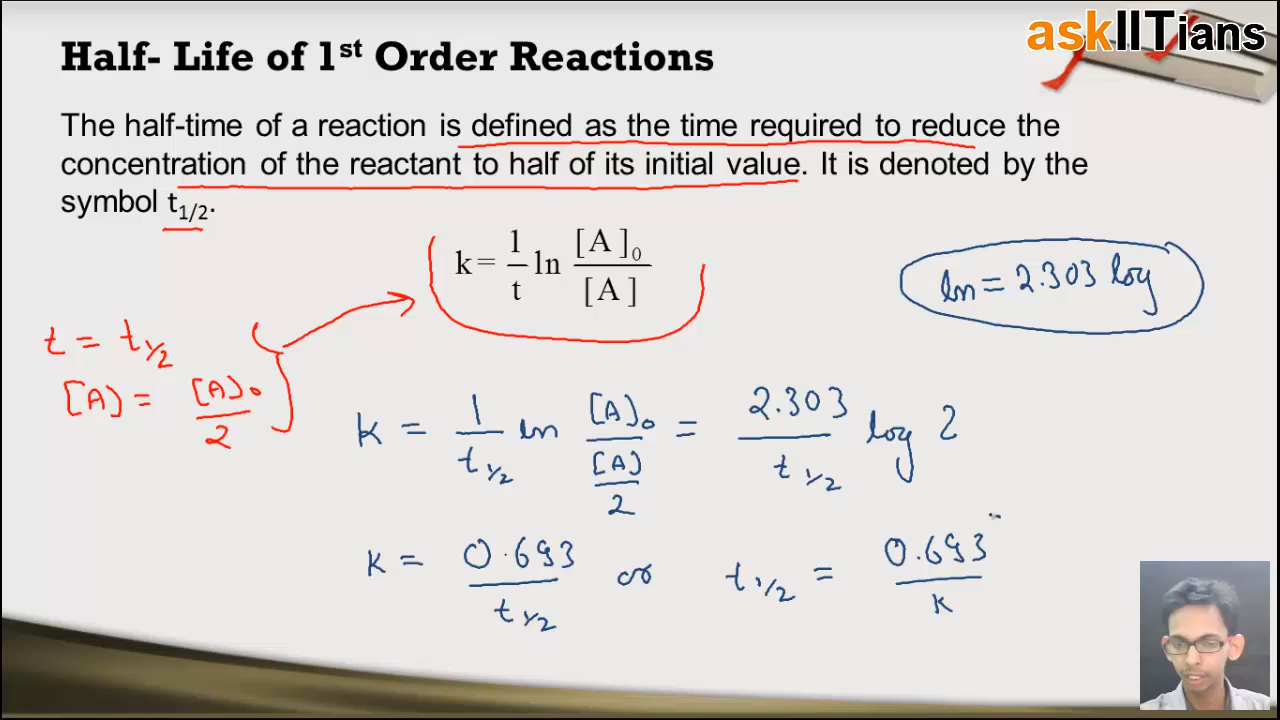 askIITians
Half- Life of 1st Order Reactions
The half-time of a reaction is defined as the time required to reduce the
concentration of the reactant to half of its initial value. It is denoted by the
symbol t1/2.
k = 1/t ln [A]0/[A]
ln = 2.303 log
t = t1/2
[A] = [A]0/2
k = 1/t1/2 ln [A]0/([A]/2) = 2.303/t1/2 log 2
k = 0.693/t1/2 or t1/2 = 0.693/k